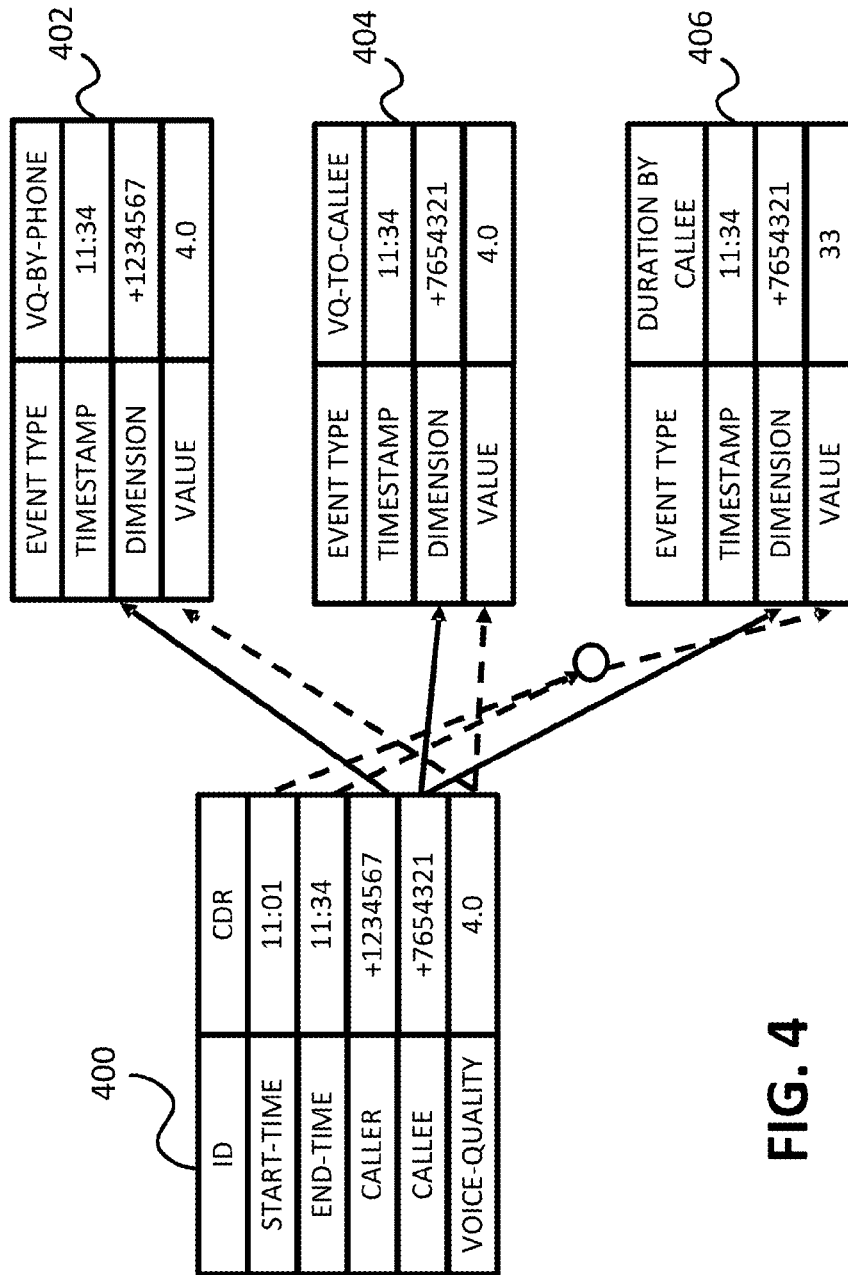 400
ID CDR
START-TIME 11:01
END-TIME 11:34
CALLER +1234567
CALLEE +7654321
VOICE-QUALITY 4.0
402
EVENT TYPE VQ-BY-PHONE
TIMESTAMP 11:34
DIMENSION +1234567
VALUE 4.0
404
EVENT TYPE VQ-TO-CALLEE
TIMESTAMP 11:34
DIMENSION +7654321
VALUE 4.0
406
EVENT TYPE DURATION BY
CALLEE
TIMESTAMP 11:34
DIMENSION +7654321
VALUE 33
FIG. 4